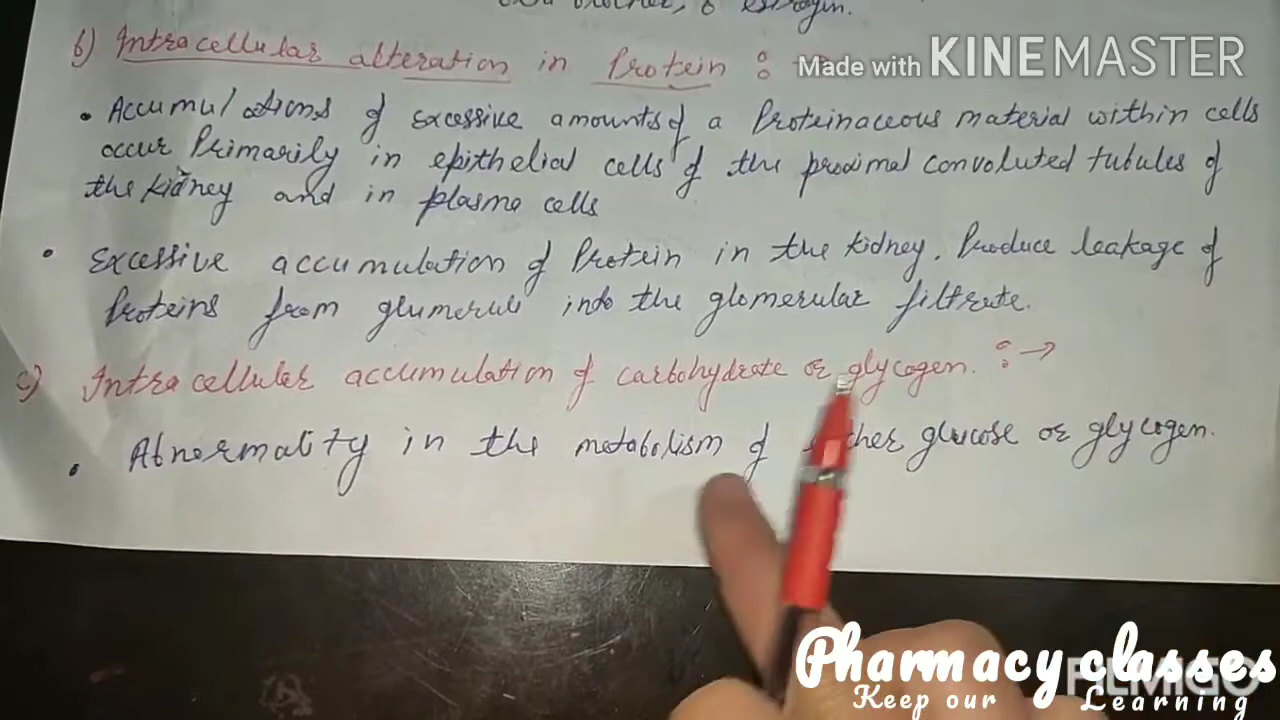 b) Intracellular alteration in Protein :
Made with KINEMASTER
• Accumulations of excessive amounts of a Proteinaceous material within cells
occur Primarily in epithelial cells of the proximal convoluted tubules of
the kidney and in plasma cells
• Excessive accumulation of Protein in the kidney. Produce leakage of
Proteins from glumeruli into the glomerular filtrate.
c) Intracellular accumulation of carbohydrate or glycogen. :→
• Abnormality in the metabolism of glucose or glycogen.
Pharmacy classes
FILMIGO
Keep our Learning